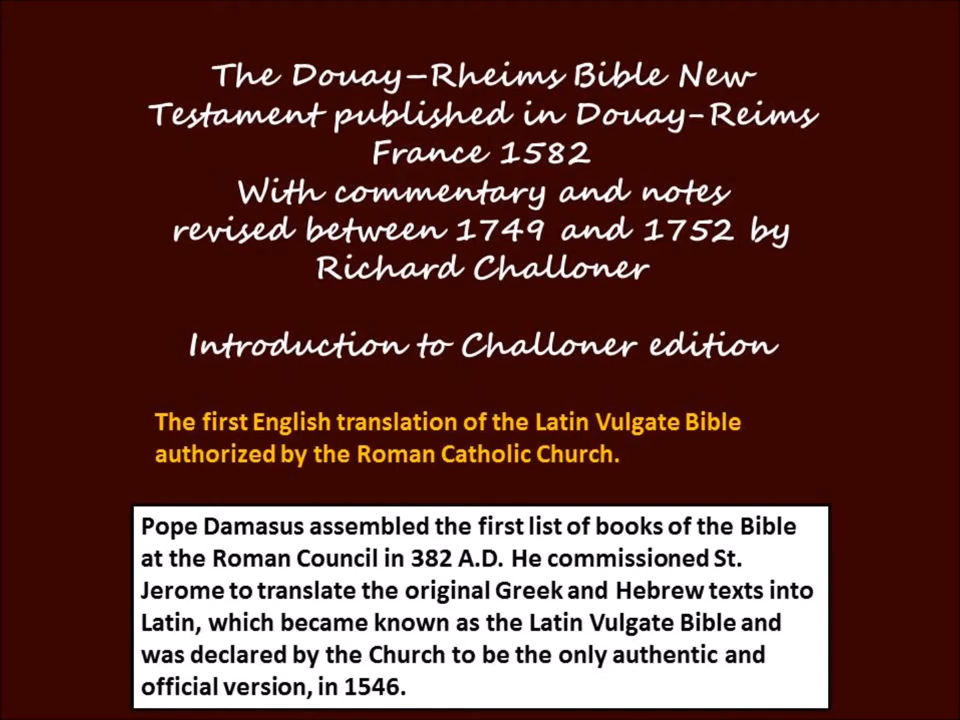 The Douay–Rheims Bible New
Testament published in Douay-Reims
France 1582
With commentary and notes
revised between 1749 and 1752 by
Richard Challoner
Introduction to Challoner edition
The first English translation of the Latin Vulgate Bible
authorized by the Roman Catholic Church.
Pope Damasus assembled the first list of books of the Bible
at the Roman Council in 382 A.D. He commissioned St.
Jerome to translate the original Greek and Hebrew texts into
Latin, which became known as the Latin Vulgate Bible and
was declared by the Church to be the only authentic and
official version, in 1546.